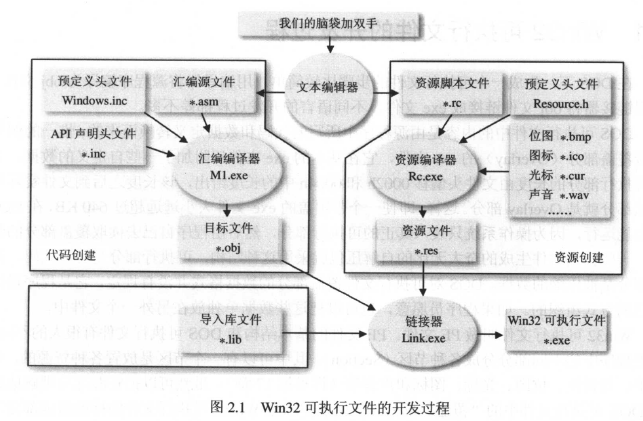 我们的脑袋加双手
文本编辑器
预定义头文件
Windows.inc
汇编源文件
*.asm
API 声明头文件
*.inc
汇编编译器
M1.exe
目标文件
*.obj
代码创建
资源脚本文件
*.rc
预定义头文件
Resource.h
位图 *.bmp
图标 *.ico
光标 *.cur
声音 *.wav
……
资源编译器
Rc.exe
资源文件
*.res
资源创建
导入库文件
*.lib
链接器
Link.exe
Win32 可执行文件
*.exe
图 2.1 Win32 可执行文件的开发过程